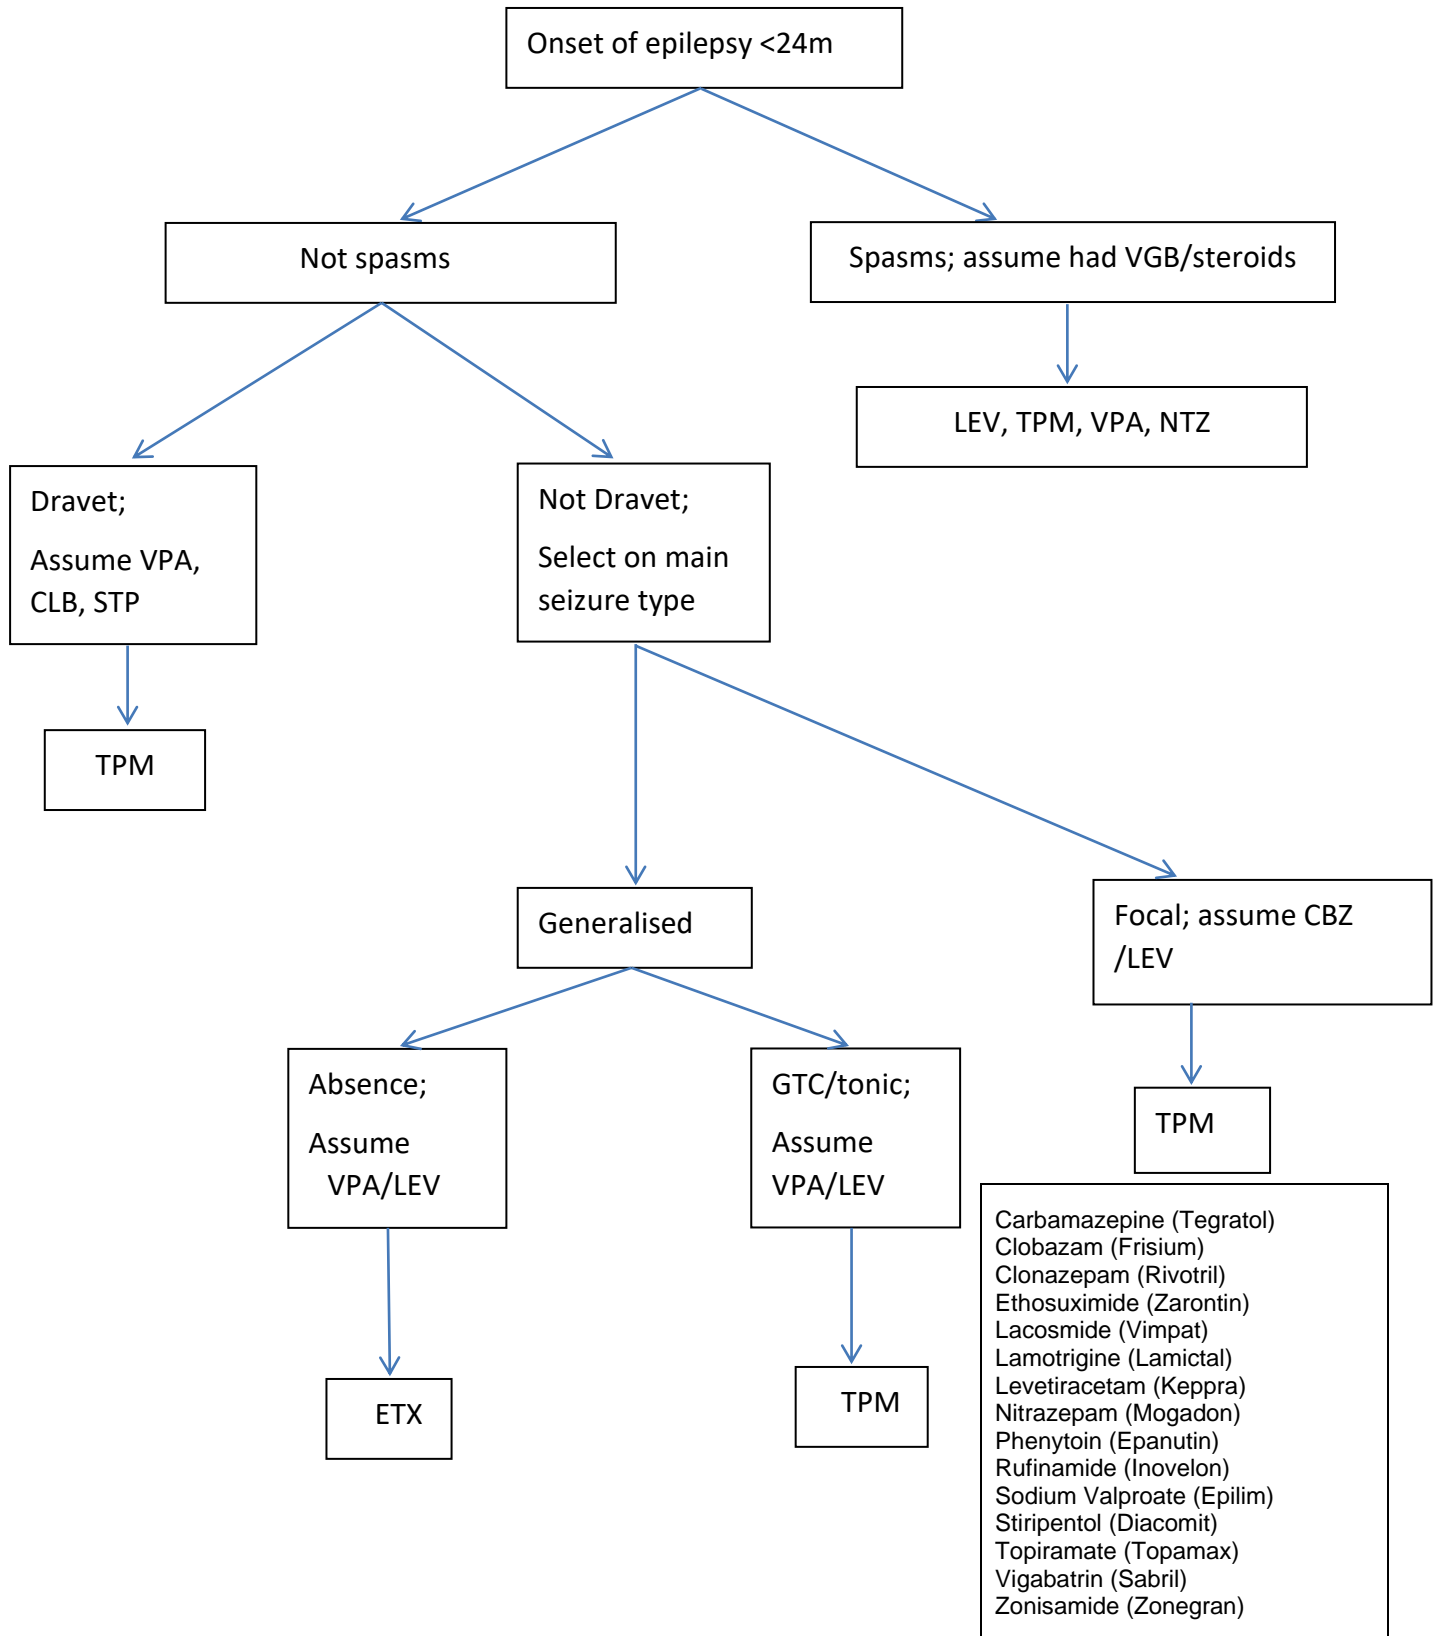 Onset of epilepsy <24m
Not spasms
Spasms; assume had VGB/steroids
LEV, TPM, VPA, NTZ
Dravet;
Assume VPA,
CLB, STP
Not Dravet;
Select on main
seizure type
TPM
Generalised
Focal; assume CBZ
/LEV
Absence;
Assume
VPA/LEV
GTC/tonic;
Assume
VPA/LEV
TPM
ETX
TPM
Carbamazepine (Tegratol)
Clobazam (Frisium)
Clonazepam (Rivotril)
Ethosuximide (Zarontin)
Lacosmide (Vimpat)
Lamotrigine (Lamictal)
Levetiracetam (Keppra)
Nitrazepam (Mogadon)
Phenytoin (Epanutin)
Rufinamide (Inovelon)
Sodium Valproate (Epilim)
Stiripentol (Diacomit)
Topiramate (Topamax)
Vigabatrin (Sabril)
Zonisamide (Zonegran)